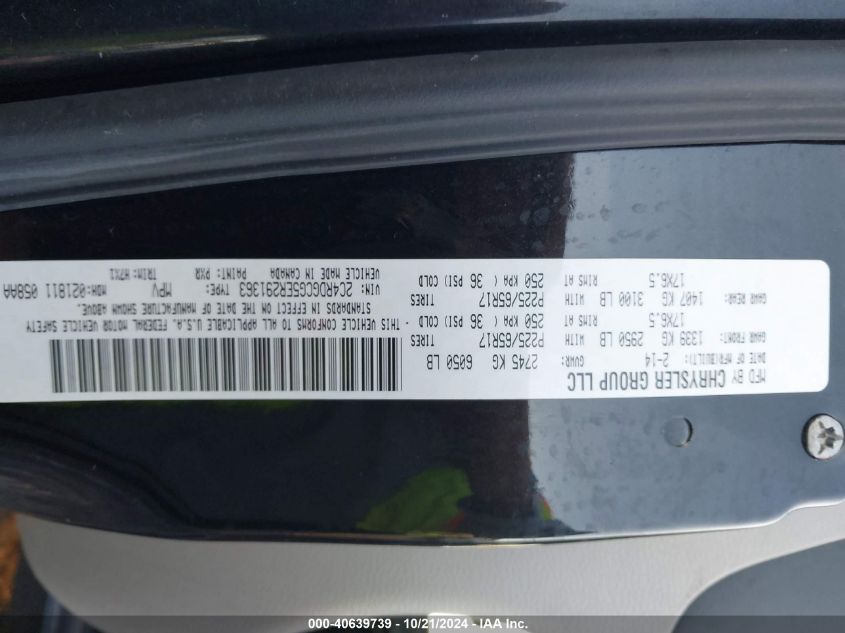 MFD BY CHRYSLER GROUP LLC
DATE OF MFR(BUILT): 2-14 GVWR: 2745 KG 6050 LB
GAWR FRONT: 1339 KG 2950 LB WITH P225/65R17 TIRES
17X6.5 RIMS AT 250 KPA ( 36 PSI) COLD
GAWR REAR: 1407 KG 3100 LB WITH P225/65R17 TIRES
17X6.5 RIMS AT 250 KPA ( 36 PSI) COLD
- THIS VEHICLE CONFORMS TO ALL APPLICABLE U.S.A. FEDERAL MOTOR VEHICLE SAFETY
STANDARDS IN EFFECT ON THE DATE OF MANUFACTURE SHOWN ABOVE.
VIN: 2C4RDGCG5ER291363 TYPE: MPV MDH:021811 058AA
VEHICLE MADE IN CANADA PAINT: PXR TRIM: H7X1
000-40639739 - 10/21/2024 - IAA Inc.